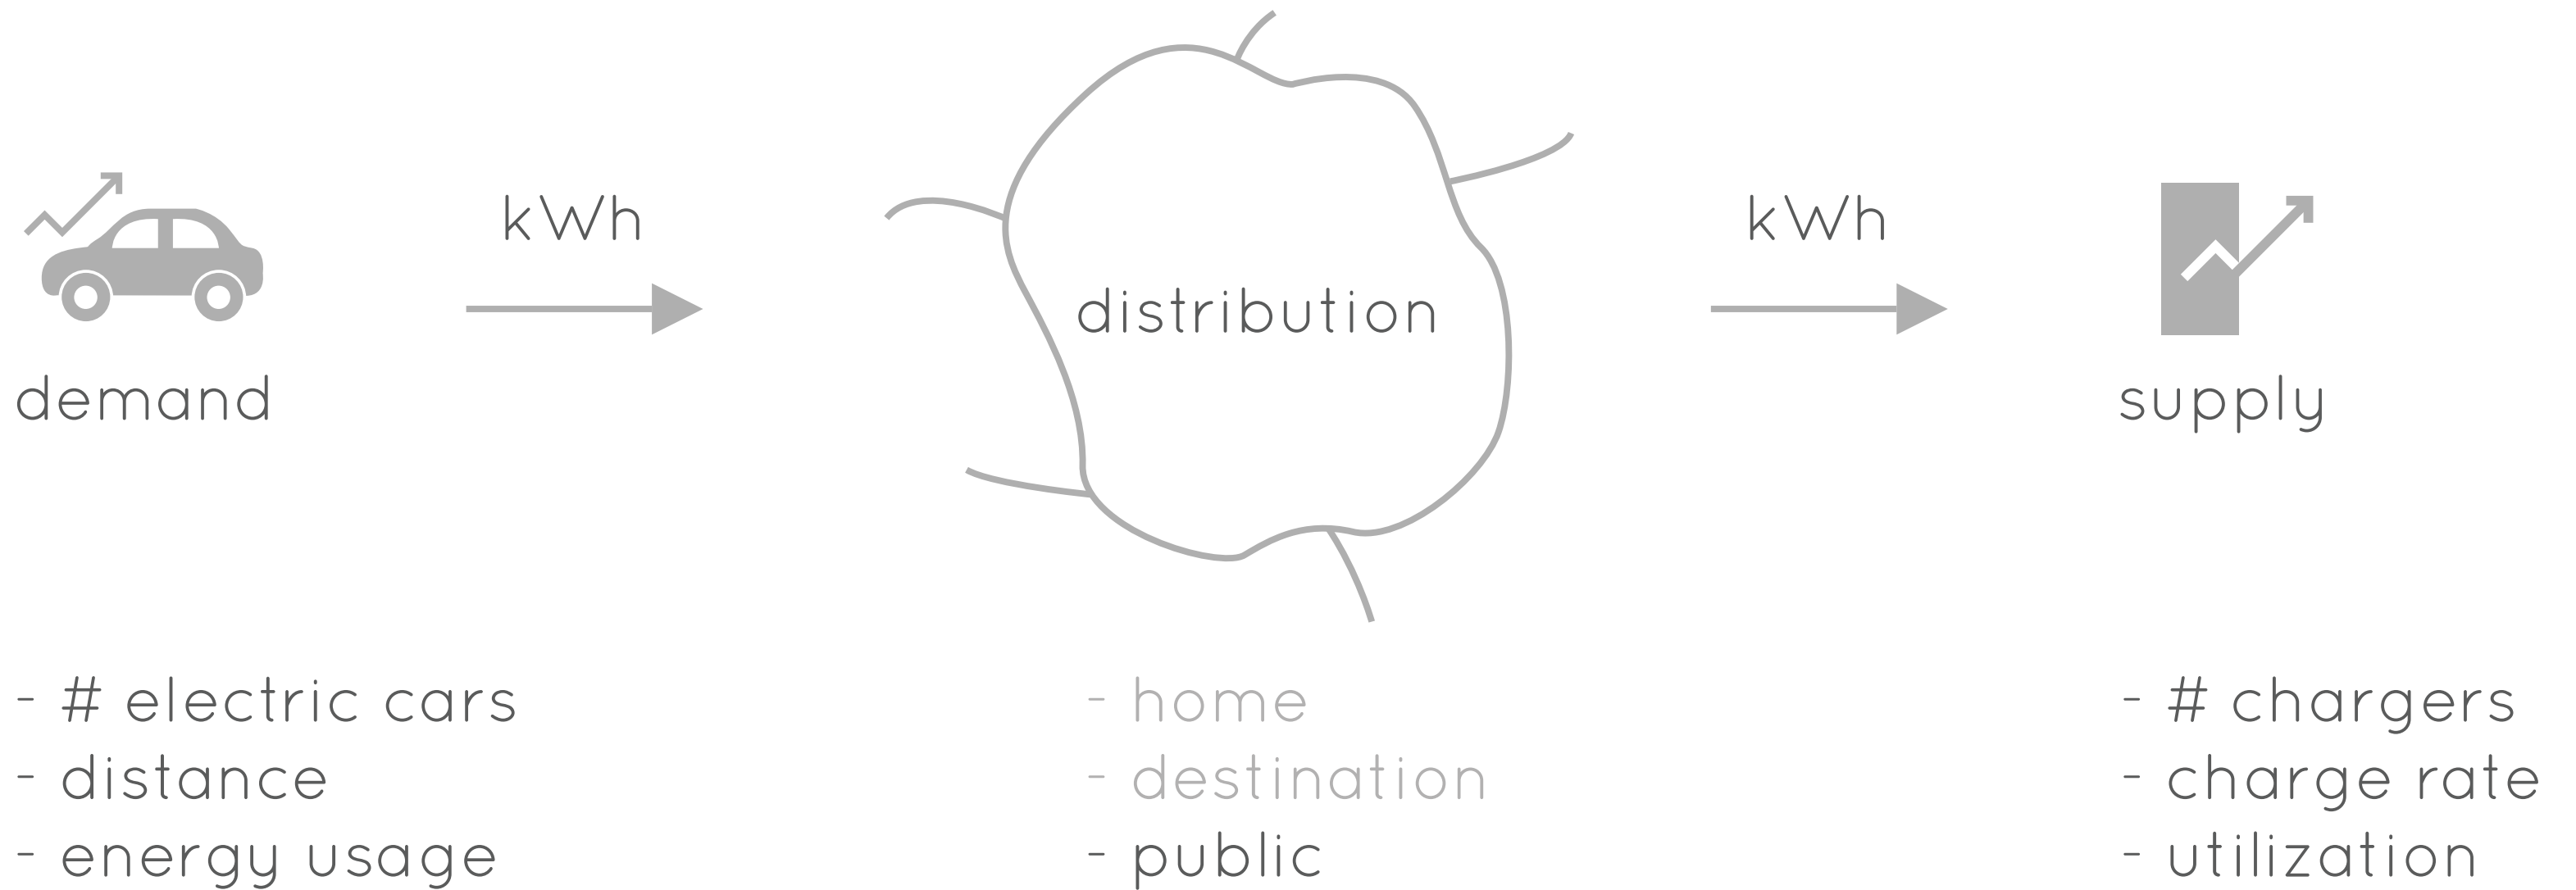 kWh
kWh
distribution
demand
supply
- # electric cars
- distance
- energy usage
- home
- destination
- public
- # chargers
- charge rate
- utilization